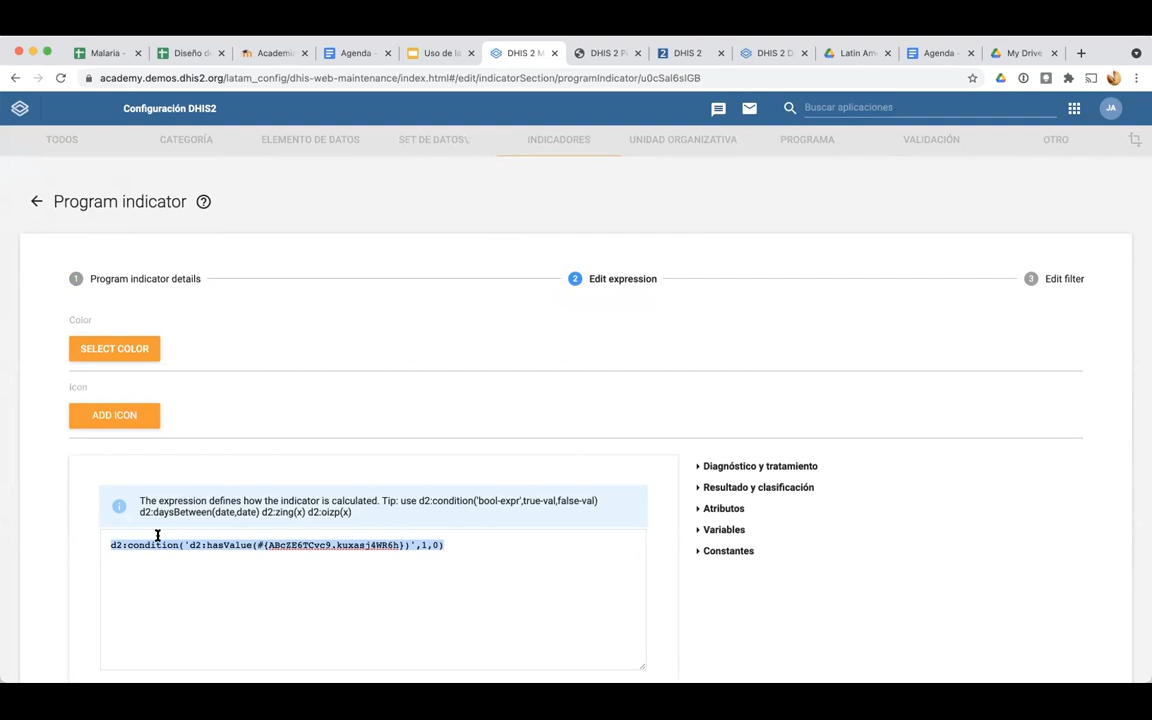 Malaria -
Diseño d
Academia
Agenda -
Uso de la
DHIS 2 M
DHIS 2 P
DHIS 2
DHIS 2 D
Latin Am
Agenda -
My Drive
academy.demos.dhis2.org/latam_config/dhis-web-maintenance/index.html#/edit/indicatorSection/programIndicator/u0cSal6slGB
Configuración DHIS2
Buscar aplicaciones
JA
TODOS
CATEGORÍA
ELEMENTO DE DATOS
SET DE DATOS
INDICADORES
UNIDAD ORGANIZATIVA
PROGRAMA
VALIDACIÓN
OTRO
Program indicator
1 Program indicator details
2 Edit expression
3 Edit filter
Color
SELECT COLOR
Icon
ADD ICON
The expression defines how the indicator is calculated. Tip: use d2:condition('bool-expr',true-val,false-val)
d2:daysBetween(date,date) d2:zing(x) d2:oizp(x)
d2:condition('d2:hasValue(#{ABcZE6TCvc9.kuxasj4WR6h})',1,0)
Diagnóstico y tratamiento
Resultado y clasificación
Atributos
Variables
Constantes